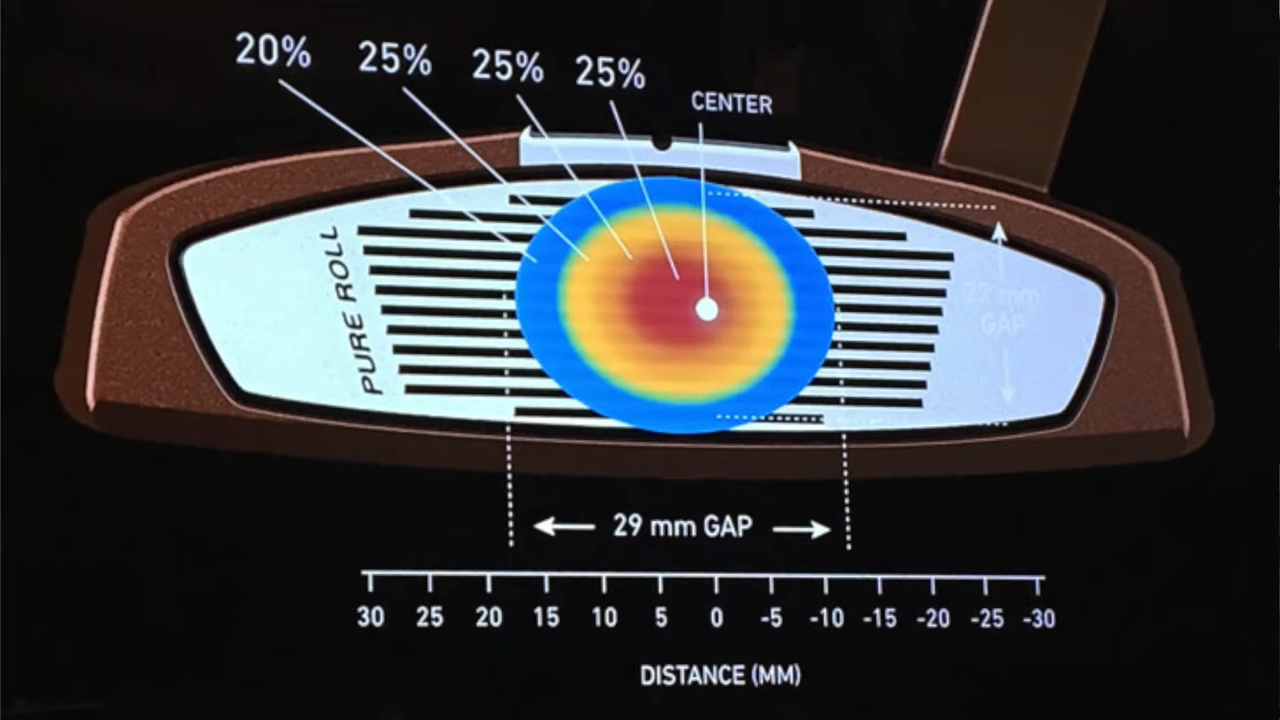 20% 25% 25% 25%
CENTER
PURE ROLL
22 mm
GAP
29 mm GAP
30 25 20 15 10 5 0 -5 -10 -15 -20 -25 -30
DISTANCE (MM)